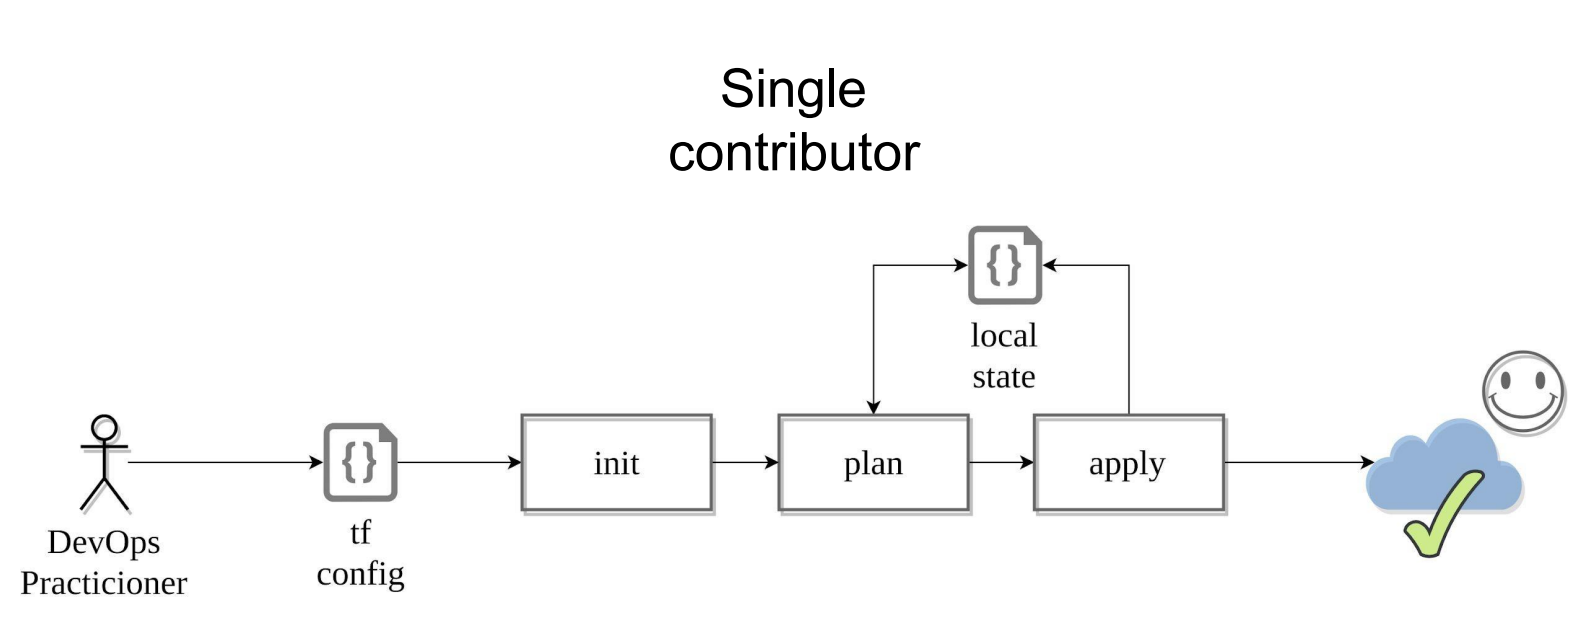 Single
contributor
{}
local
state
{}
init
plan
apply
DevOps
Practicioner
tf
config